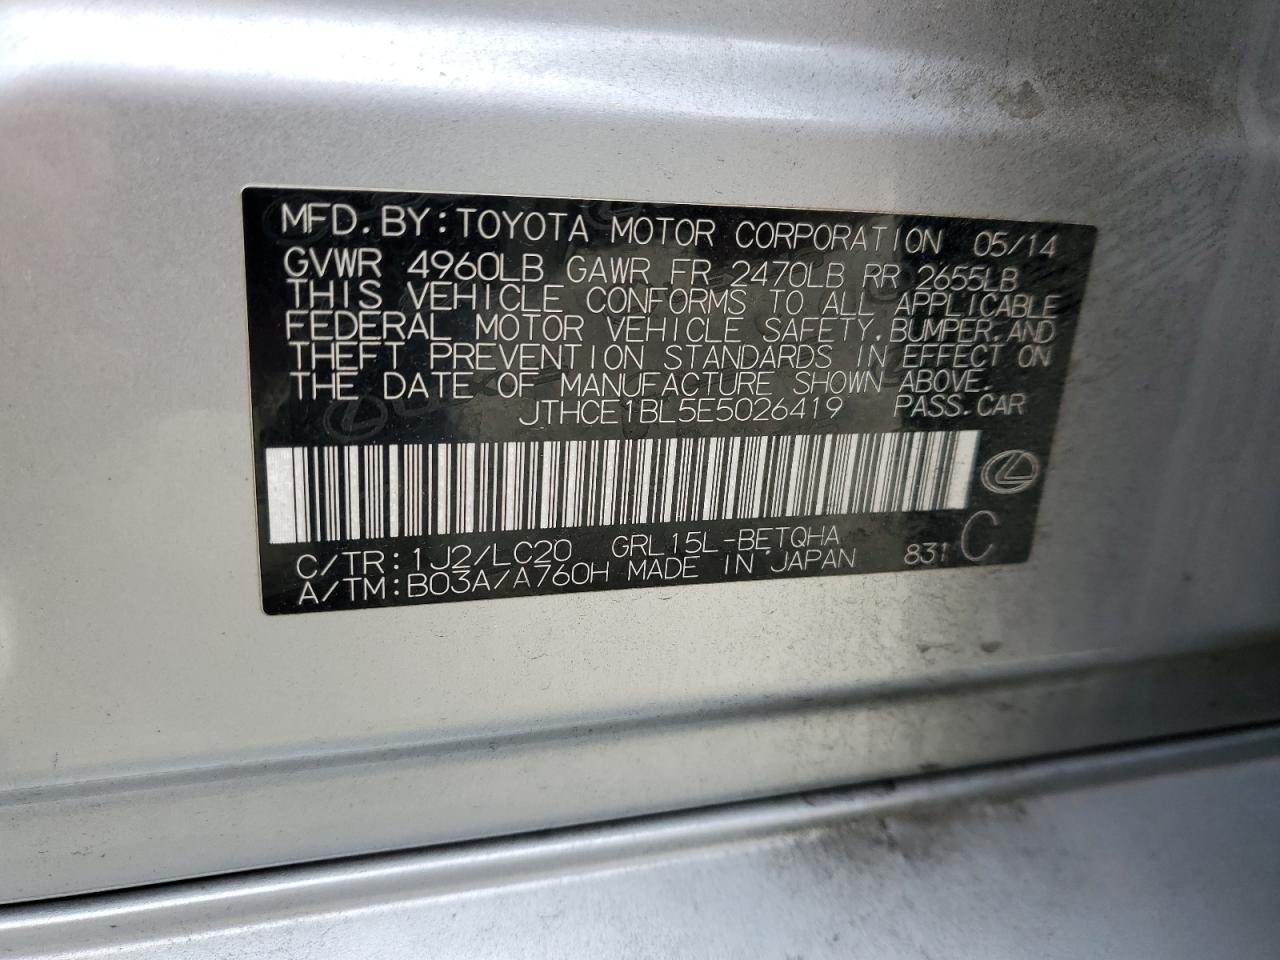 MFD. BY: TOYOTA MOTOR CORPORATION 05/14
GVWR 4960LB GAWR FR 2470LB RR 2655LB
THIS VEHICLE CONFORMS TO ALL APPLICABLE
FEDERAL MOTOR VEHICLE SAFETY, BUMPER, AND
THEFT PREVENTION STANDARDS IN EFFECT ON
THE DATE OF MANUFACTURE SHOWN ABOVE.
JTHCE1BL5E5026419 PASS. CAR
C/TR: 1J2/LC20 GRL15L-BETQHA 831 C
A/TM: B03A/A760H MADE IN JAPAN